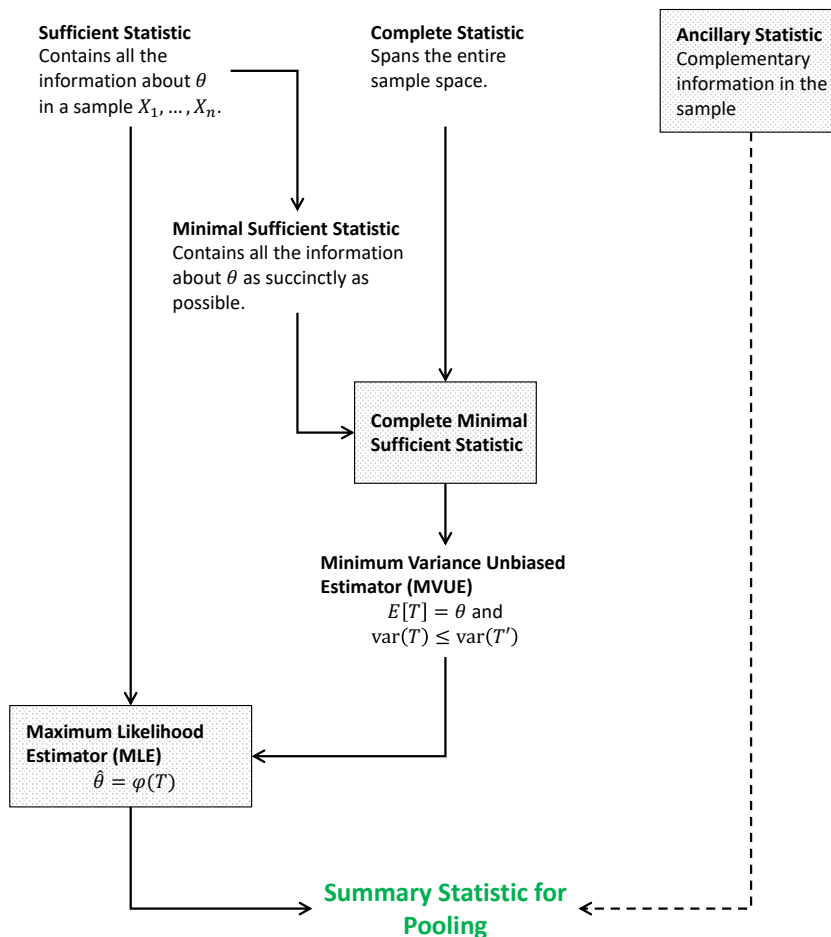 Sufficient Statistic
Contains all the
information about θ
in a sample X₁, … , Xₙ.
Complete Statistic
Spans the entire
sample space.
Ancillary Statistic
Complementary
information in the
sample
Minimal Sufficient Statistic
Contains all the information
about θ as succinctly as
possible.
Complete Minimal
Sufficient Statistic
Minimum Variance Unbiased
Estimator (MVUE)
E[T] = θ and
var(T) ≤ var(T′)
Maximum Likelihood
Estimator (MLE)
θ̂ = φ(T)
Summary Statistic for
Pooling